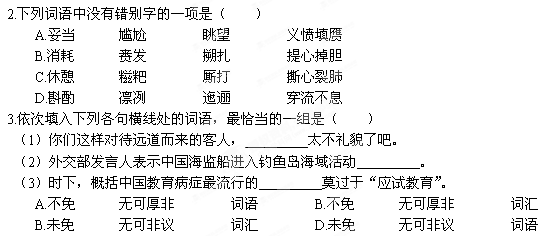 2.下列词语中没有错别字的一项是（　　）
A.妥当　尴尬　眺望　义愤填赝
B.消耗　赍发　搠扎　提心掉胆
C.休憩　糍粑　厮打　撕心裂肺
D.斟酌　凛冽　迤逦　穿流不息
3.依次填入下列各句横线处的词语，最恰当的一组是（　　）
（1）你们这样对待远道而来的客人，________太不礼貌了吧。
（2）外交部发言人表示中国海监船进入钓鱼岛海域活动________。
（3）时下，概括中国教育病症最流行的________莫过于“应试教育”。
A.不免　无可厚非　词语　B.不免　无可非议　词汇
B.未免　无可非议　词汇　D.未免　无可非议　词语